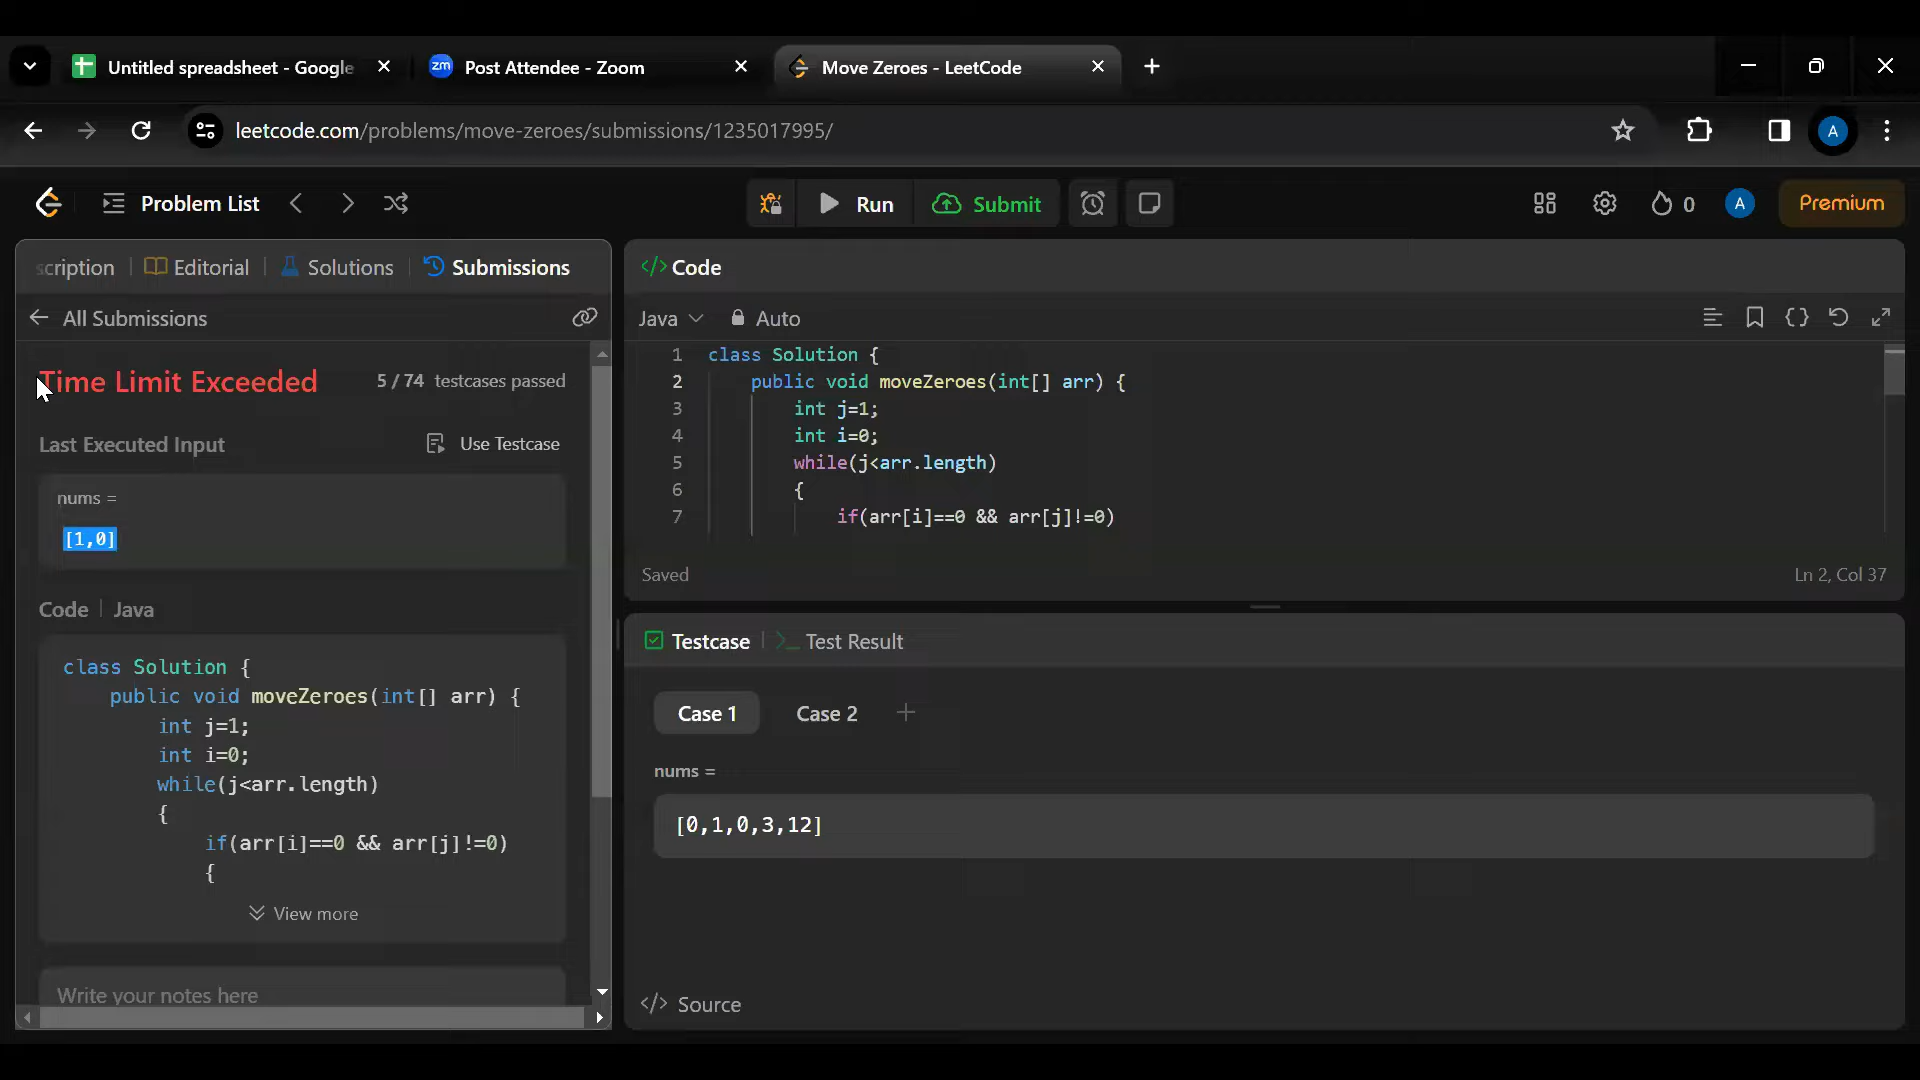 Untitled spreadsheet - Google
zm Post Attendee - Zoom
Move Zeroes - LeetCode
leetcode.com/problems/move-zeroes/submissions/1235017995/
A
Problem List
Run
Submit
0
A
Premium
scription
Editorial
Solutions
Submissions
All Submissions
Time Limit Exceeded
5 / 74 testcases passed
Last Executed Input
Use Testcase
nums =
[1,0]
Code | Java
class Solution {
public void moveZeroes(int[] arr) {
int j=1;
int i=0;
while(j<arr.length)
{
if(arr[i]==0 && arr[j]!=0)
{
View more
Write your notes here
</> Code
Java
Auto
1 class Solution {
2 public void moveZeroes(int[] arr) {
3 int j=1;
4 int i=0;
5 while(j<arr.length)
6 {
7 if(arr[i]==0 && arr[j]!=0)
Saved
Ln 2, Col 37
Testcase
>_ Test Result
Case 1
Case 2
+
nums =
[0,1,0,3,12]
</> Source